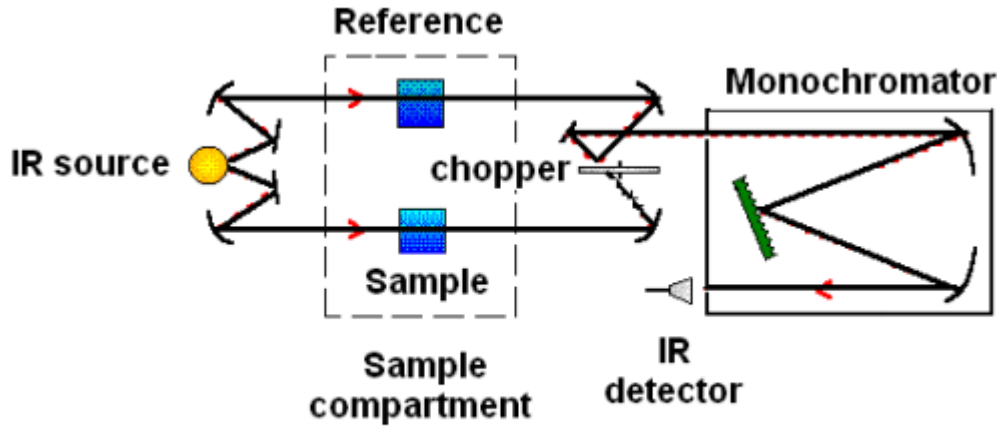 Reference
Monochromator
IR source
chopper
Sample
Sample
compartment
IR
detector